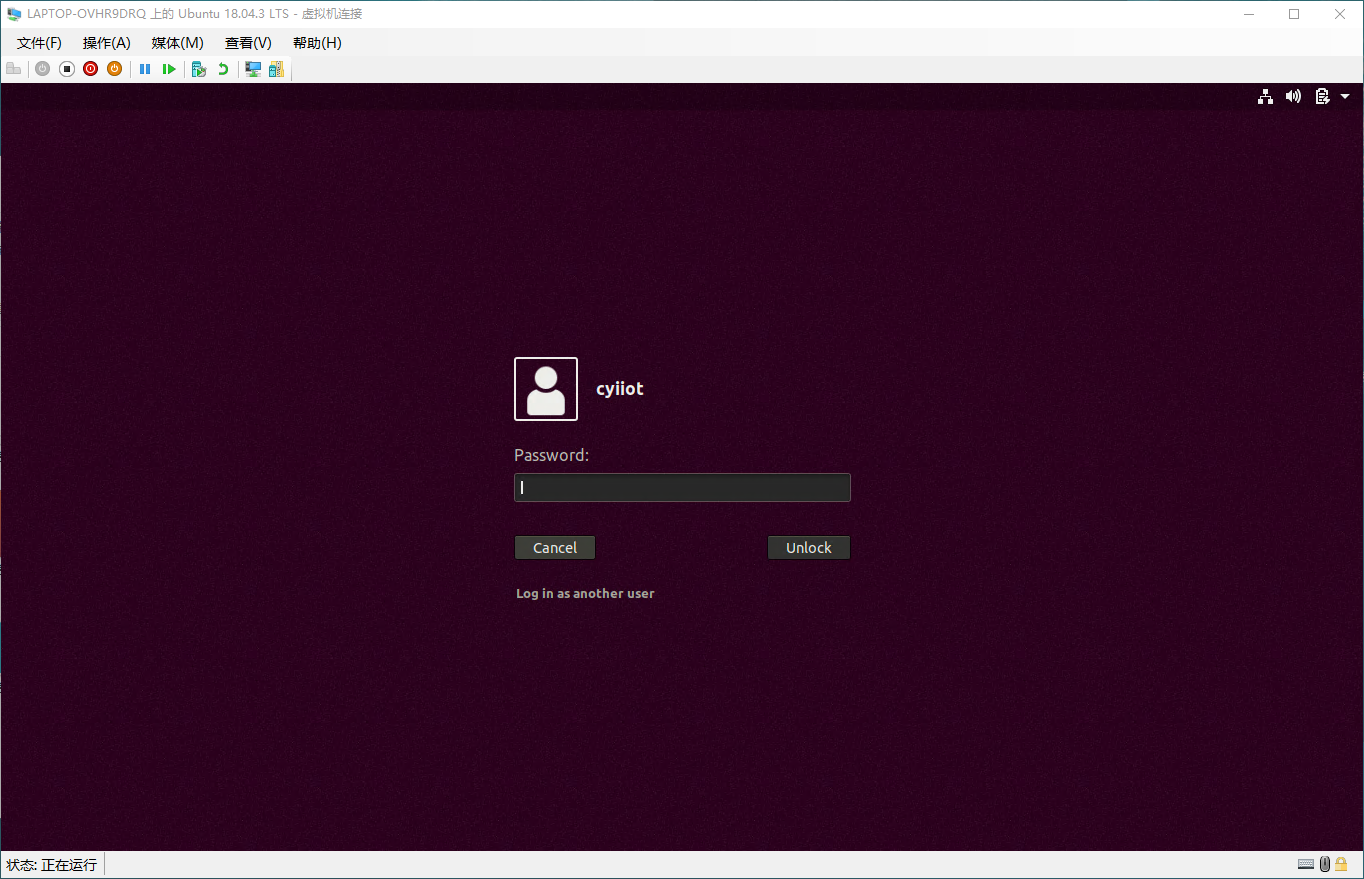 LAPTOP-OVHR9DRQ 上的 Ubuntu 18.04.3 LTS - 虚拟机连接
文件(F) 操作(A) 媒体(M) 查看(V) 帮助(H)
cyiiot
Password:
Cancel Unlock
Log in as another user
状态: 正在运行